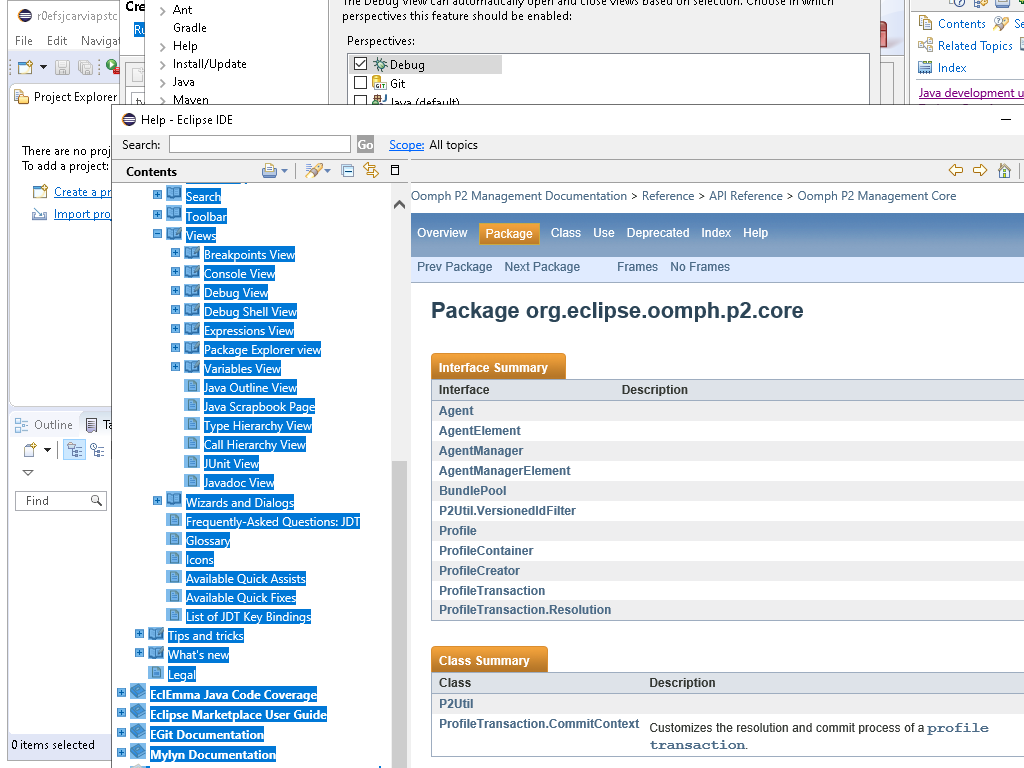 r0efsjcarviapstc
File Edit Naviga
Project Explorer
There are no proj
To add a project:
Create a pr
Import proj
Outline
Find
0 items selected
Ant
Gradle
Help
Install/Update
Java
Maven
The Debug View can automatically open and close views based on selection. Choose in which
perspectives this feature should be enabled:
Perspectives:
Debug
Git
Java (default)
Contents
Related Topics
Index
Java development u
Help - Eclipse IDE
Search: Go Scope: All topics
Contents
Search
Toolbar
Views
Breakpoints View
Console View
Debug View
Debug Shell View
Expressions View
Package Explorer view
Variables View
Java Outline View
Java Scrapbook Page
Type Hierarchy View
Call Hierarchy View
JUnit View
Javadoc View
Wizards and Dialogs
Frequently-Asked Questions: JDT
Glossary
Icons
Available Quick Assists
Available Quick Fixes
List of JDT Key Bindings
Tips and tricks
What's new
Legal
EclEmma Java Code Coverage
Eclipse Marketplace User Guide
EGit Documentation
Mylyn Documentation
Oomph P2 Management Documentation > Reference > API Reference > Oomph P2 Management Core
Overview Package Class Use Deprecated Index Help
Prev Package Next Package Frames No Frames
Package org.eclipse.oomph.p2.core
Interface Summary
Interface Description
Agent
AgentElement
AgentManager
AgentManagerElement
BundlePool
P2Util.VersionedIdFilter
Profile
ProfileContainer
ProfileCreator
ProfileTransaction
ProfileTransaction.Resolution
Class Summary
Class Description
P2Util
ProfileTransaction.CommitContext Customizes the resolution and commit process of a profile
transaction.